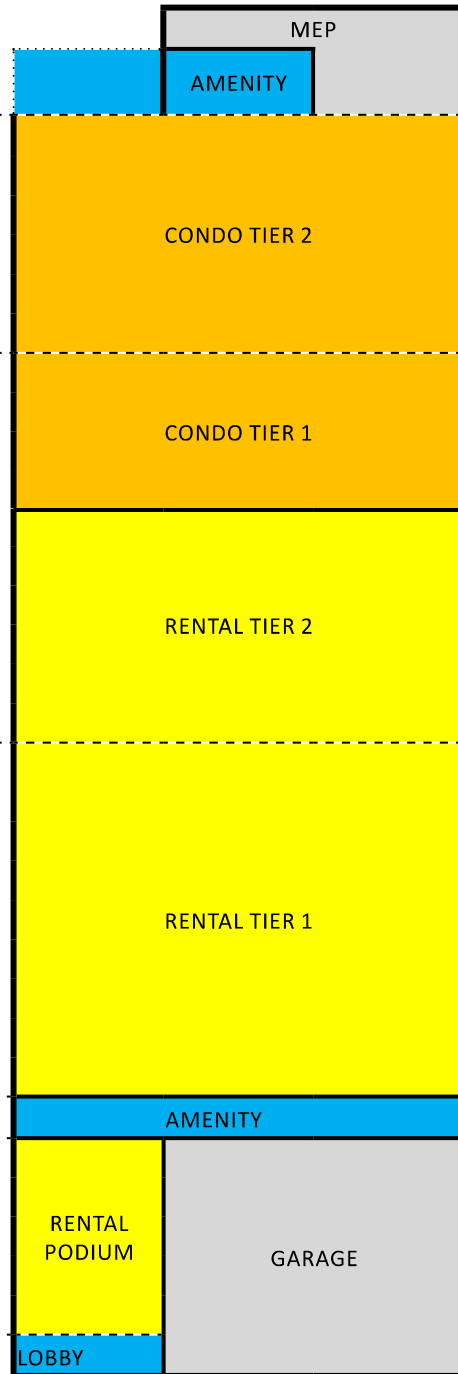 MEP
AMENITY
CONDO TIER 2
CONDO TIER 1
RENTAL TIER 2
RENTAL TIER 1
AMENITY
RENTAL
PODIUM
GARAGE
LOBBY